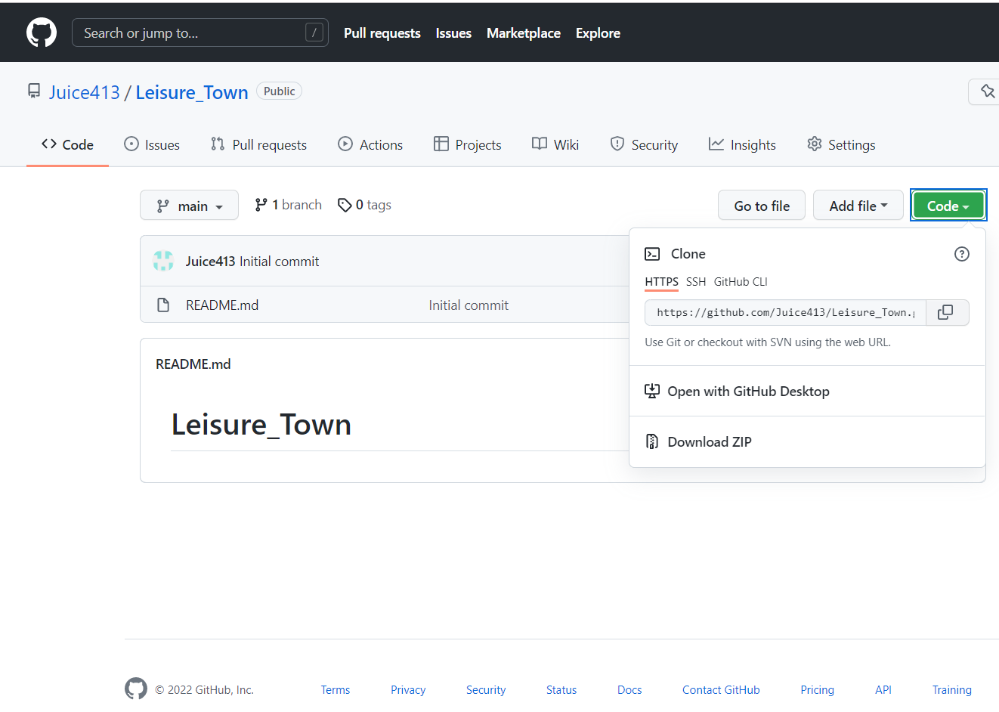 Search or jump to... / Pull requests Issues Marketplace Explore
Juice413 / Leisure_Town Public
<> Code Issues Pull requests Actions Projects Wiki Security Insights Settings
main 1 branch 0 tags Go to file Add file Code
Juice413 Initial commit
README.md Initial commit
Clone
HTTPS SSH GitHub CLI
https://github.com/Juice413/Leisure_Town.g
Use Git or checkout with SVN using the web URL.
README.md
Open with GitHub Desktop
Leisure_Town
Download ZIP
© 2022 GitHub, Inc. Terms Privacy Security Status Docs Contact GitHub Pricing API Training